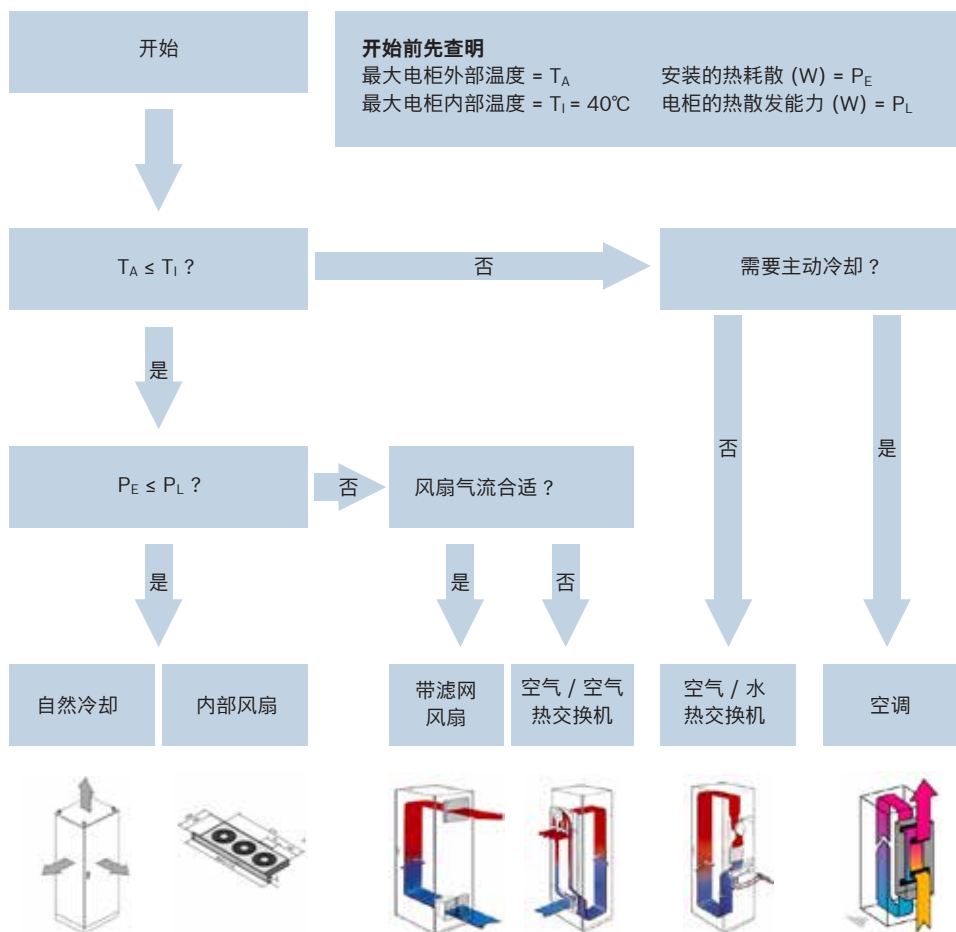 开始
开始前先查明
最大电柜外部温度 = TA
安装的热耗散 (W) = PE
最大电柜内部温度 = TI = 40℃
电柜的热散发能力 (W) = PL
TA ≤ TI ?
否
需要主动冷却 ?
是
否
是
PE ≤ PL ?
否
风扇气流合适 ?
是
是
否
自然冷却
内部风扇
带滤网
风扇
空气 / 空气
热交换机
空气 / 水
热交换机
空调